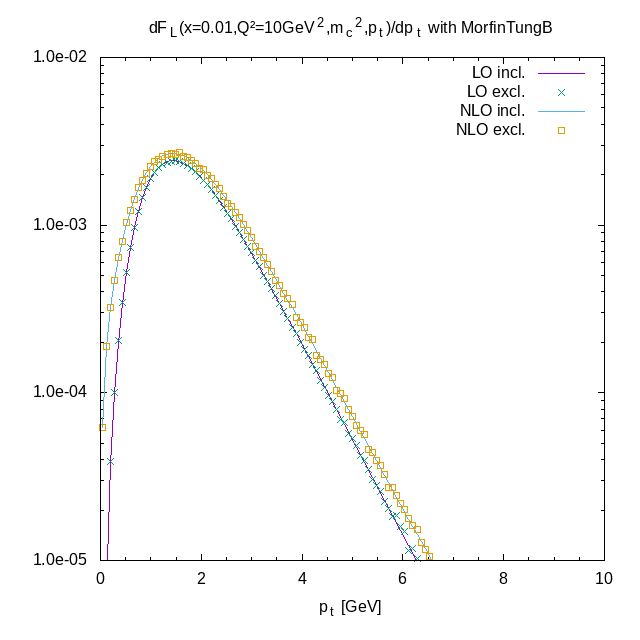 dF_L(x=0.01,Q²=10GeV²,m_c²,p_t)/dp_t with MorfinTungB
1.0e-02
LO incl.
LO excl.
NLO incl.
NLO excl.
1.0e-03
1.0e-04
1.0e-05
0 2 4 6 8 10
p_t [GeV]